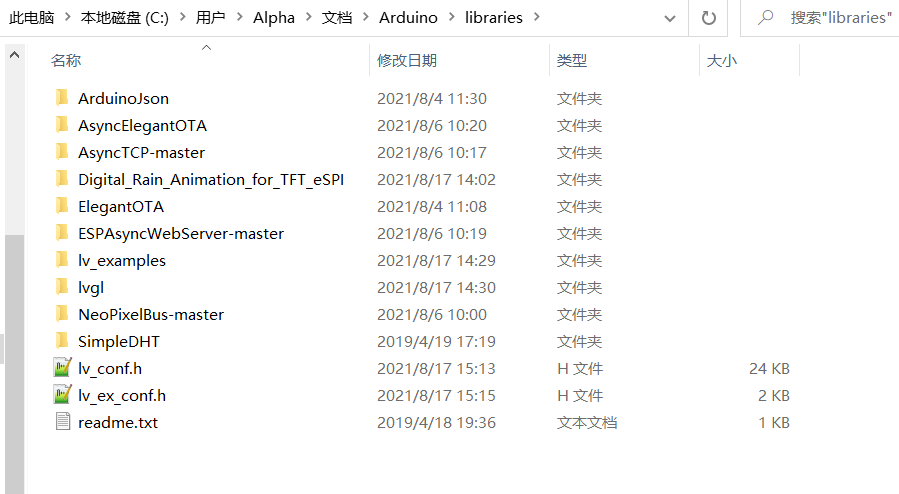 此电脑 > 本地磁盘 (C:) > 用户 > Alpha > 文档 > Arduino > libraries > 搜索"libraries"
名称 修改日期 类型 大小
ArduinoJson 2021/8/4 11:30 文件夹
AsyncElegantOTA 2021/8/6 10:20 文件夹
AsyncTCP-master 2021/8/6 10:17 文件夹
Digital_Rain_Animation_for_TFT_eSPI 2021/8/17 14:02 文件夹
ElegantOTA 2021/8/4 11:08 文件夹
ESPAsyncWebServer-master 2021/8/6 10:19 文件夹
lv_examples 2021/8/17 14:29 文件夹
lvgl 2021/8/17 14:30 文件夹
NeoPixelBus-master 2021/8/6 10:00 文件夹
SimpleDHT 2019/4/19 17:19 文件夹
lv_conf.h 2021/8/17 15:13 H 文件 24 KB
lv_ex_conf.h 2021/8/17 15:15 H 文件 2 KB
readme.txt 2019/4/18 19:36 文本文档 1 KB